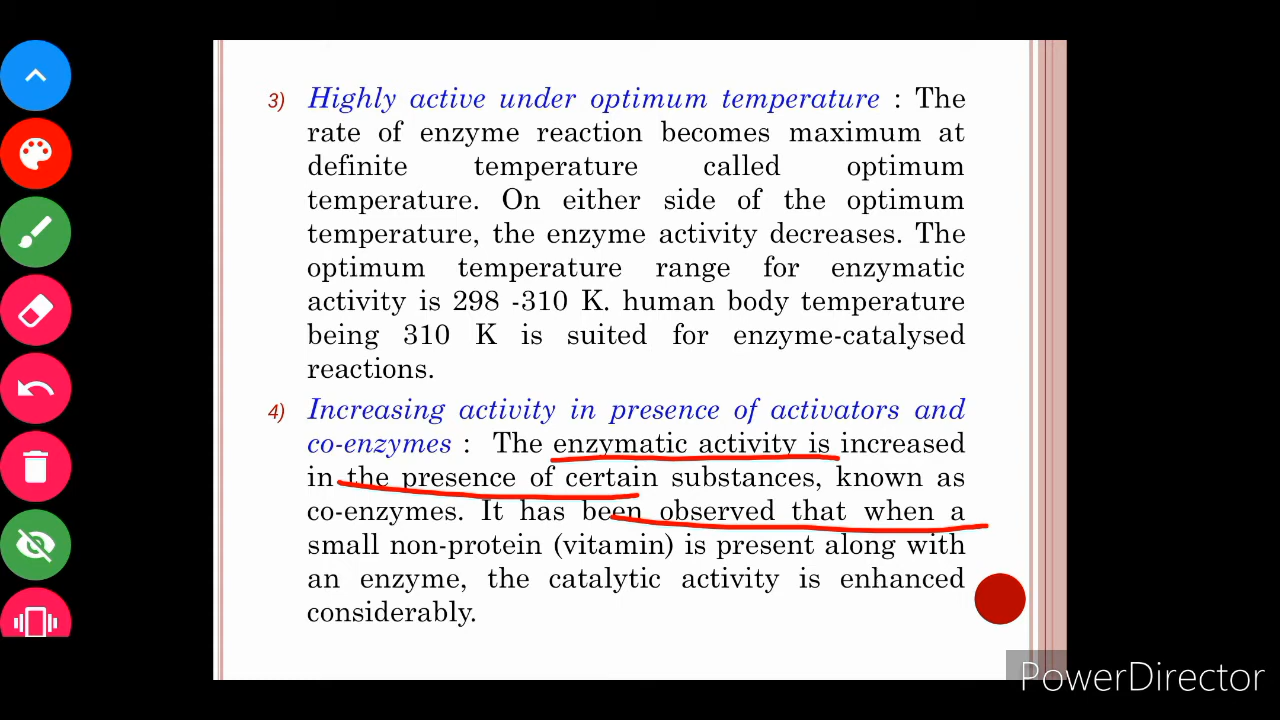 3) Highly active under optimum temperature : The
rate of enzyme reaction becomes maximum at
definite temperature called optimum
temperature. On either side of the optimum
temperature, the enzyme activity decreases. The
optimum temperature range for enzymatic
activity is 298 -310 K. human body temperature
being 310 K is suited for enzyme-catalysed
reactions.
4) Increasing activity in presence of activators and
co-enzymes : The enzymatic activity is increased
in the presence of certain substances, known as
co-enzymes. It has been observed that when a
small non-protein (vitamin) is present along with
an enzyme, the catalytic activity is enhanced
considerably.
PowerDirector